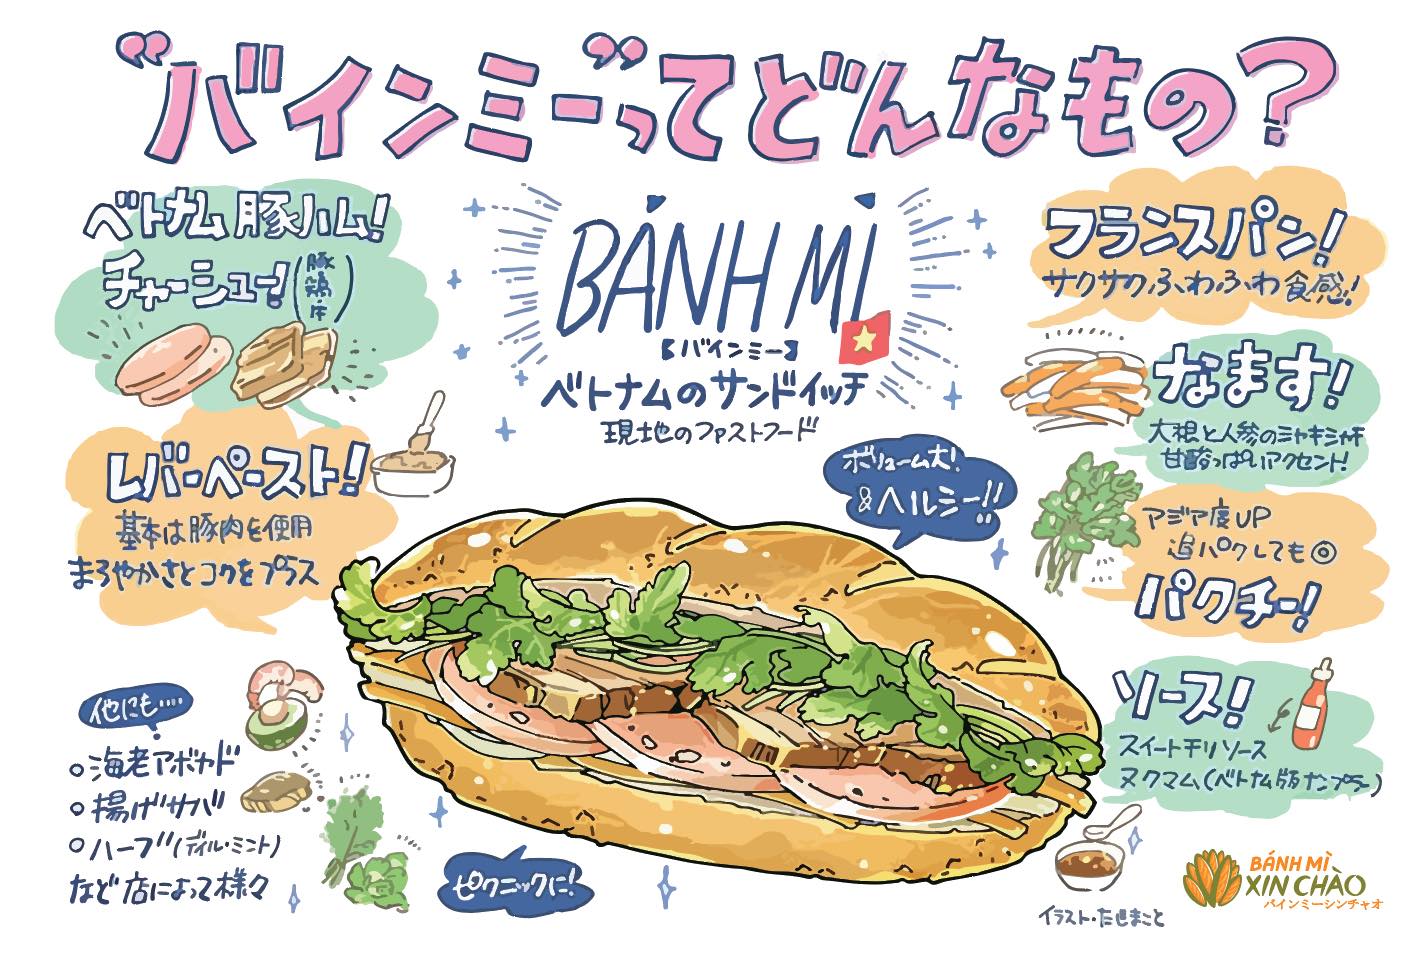 “バインミー”ってどんなもの?
ベトナム豚ハム!
チャーシュー!(豚・鶏・牛)
レバーペースト!
基本は豚肉を使用
まろやかさとコクをプラス
BÁNH MÌ
【バインミー】
ベトナムのサンドイッチ
現地のファストフード
フランスパン!
サクサクふわふわ食感!!
なます!
大根と人参のシャキシャキ
甘酸っぱいアクセント!
ボリューム大!
&ヘルシー!!
アジア度UP
追パクしても◎
パクチー!
ソース!
スイートチリソース
ヌクマム(ベトナム版ナンプラー)
他にも‥‥
○海老アボカド
○揚げサバ
○ハーブ(ディル・ミント)
など店によって様々
ピクニックに!
イラスト・たじまこと
BÁNH MÌ
XIN CHÀO
バインミーシンチャオ